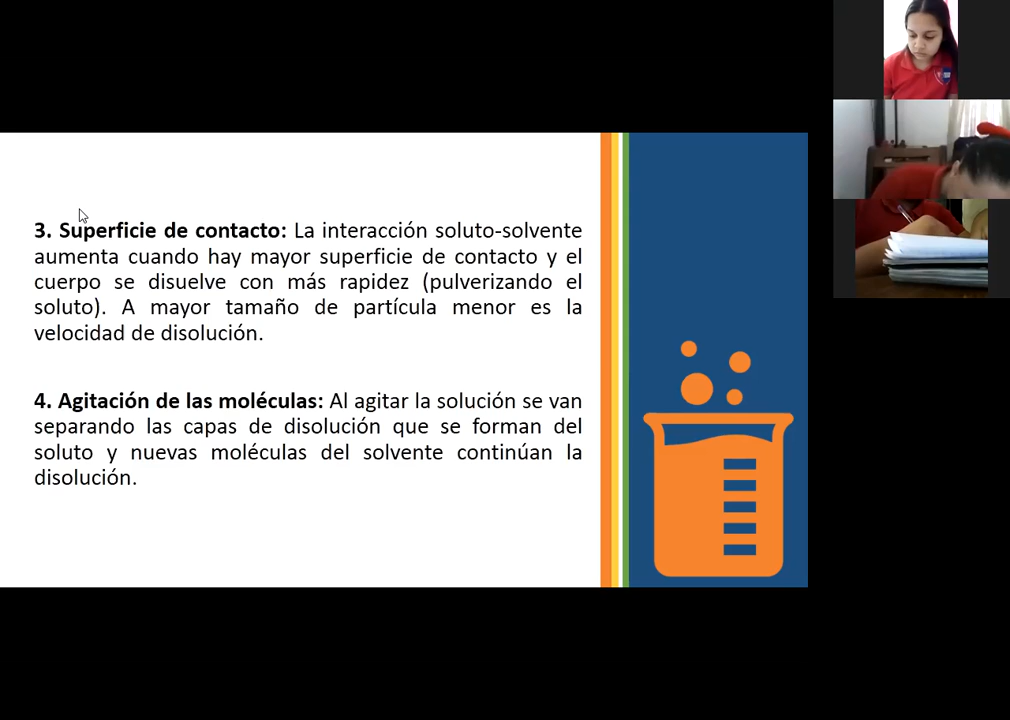 3. Superficie de contacto: La interacción soluto-solvente
aumenta cuando hay mayor superficie de contacto y el
cuerpo se disuelve con más rapidez (pulverizando el
soluto). A mayor tamaño de partícula menor es la
velocidad de disolución.
4. Agitación de las moléculas: Al agitar la solución se van
separando las capas de disolución que se forman del
soluto y nuevas moléculas del solvente continúan la
disolución.